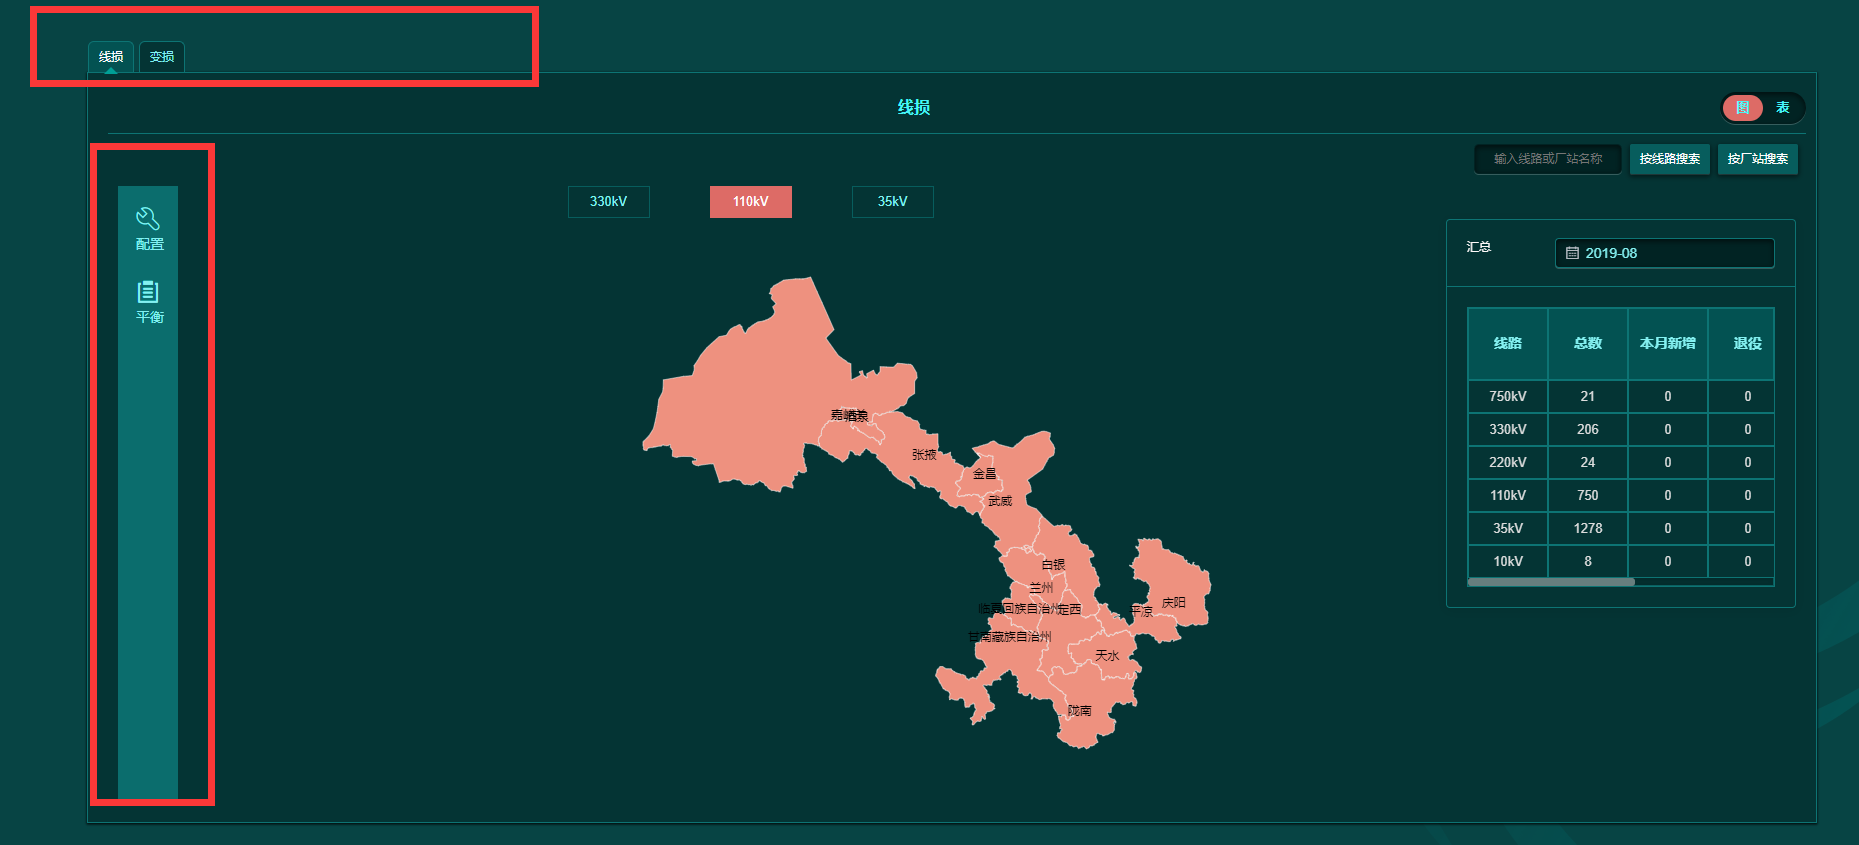 线损 变损
线损
图 表
输入线路或厂站名称 按线路搜索 按厂站搜索
配置
平衡
330kV 110kV 35kV
汇总 2019-08
线路 总数 本月新增 退役
750kV 21 0 0
330kV 206 0 0
220kV 24 0 0
110kV 750 0 0
35kV 1278 0 0
10kV 8 0 0
张掖
金昌
武威
白银
兰州
临夏回族自治州
定西
平凉
庆阳
甘南藏族自治州
天水
陇南